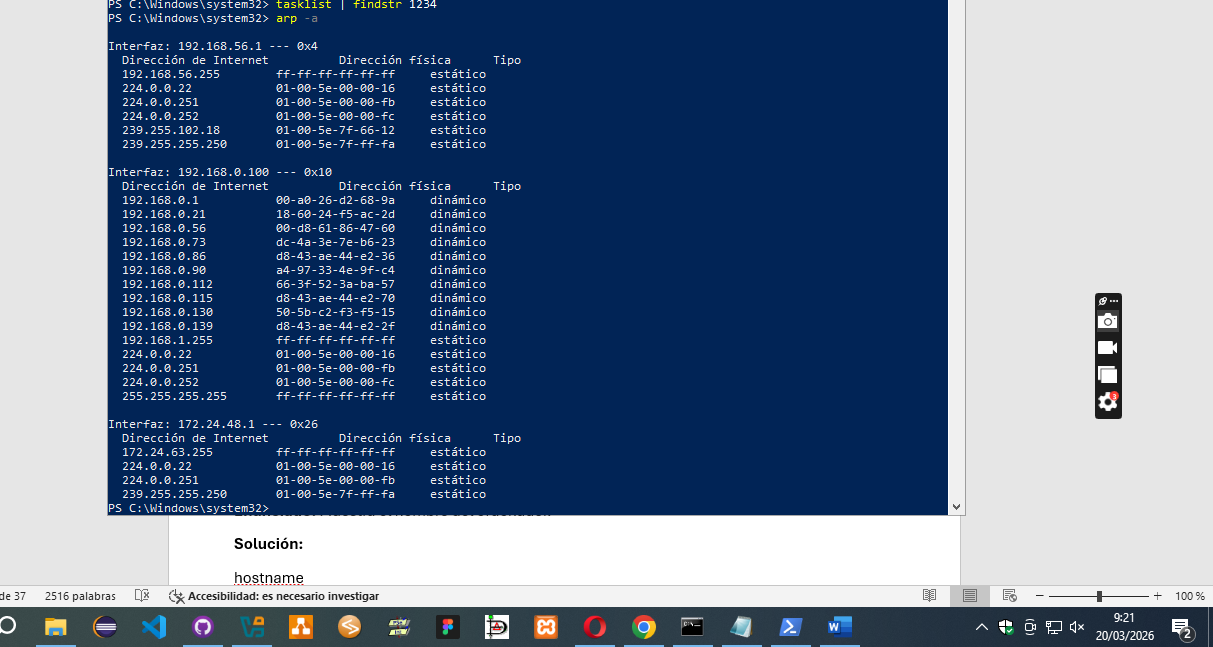 PS C:\Windows\system32> tasklist | findstr 1234
PS C:\Windows\system32> arp -a
Interfaz: 192.168.56.1 --- 0x4
Dirección de Internet Dirección física Tipo
192.168.56.255 ff-ff-ff-ff-ff-ff estático
224.0.0.22 01-00-5e-00-00-16 estático
224.0.0.251 01-00-5e-00-00-fb estático
224.0.0.252 01-00-5e-00-00-fc estático
239.255.102.18 01-00-5e-7f-66-12 estático
239.255.255.250 01-00-5e-7f-ff-fa estático
Interfaz: 192.168.0.100 --- 0x10
Dirección de Internet Dirección física Tipo
192.168.0.1 00-a0-26-d2-68-9a dinámico
192.168.0.21 18-60-24-f5-ac-2d dinámico
192.168.0.56 00-d8-61-86-47-60 dinámico
192.168.0.73 dc-4a-3e-7e-b6-23 dinámico
192.168.0.86 d8-43-ae-44-e2-36 dinámico
192.168.0.90 a4-97-33-4e-9f-c4 dinámico
192.168.0.112 66-3f-52-3a-ba-57 dinámico
192.168.0.115 d8-43-ae-44-e2-70 dinámico
192.168.0.130 50-5b-c2-f3-f5-15 dinámico
192.168.0.139 d8-43-ae-44-e2-2f dinámico
192.168.1.255 ff-ff-ff-ff-ff-ff estático
224.0.0.22 01-00-5e-00-00-16 estático
224.0.0.251 01-00-5e-00-00-fb estático
224.0.0.252 01-00-5e-00-00-fc estático
255.255.255.255 ff-ff-ff-ff-ff-ff estático
Interfaz: 172.24.48.1 --- 0x26
Dirección de Internet Dirección física Tipo
172.24.63.255 ff-ff-ff-ff-ff-ff estático
224.0.0.22 01-00-5e-00-00-16 estático
224.0.0.251 01-00-5e-00-00-fb estático
239.255.255.250 01-00-5e-7f-ff-fa estático
PS C:\Windows\system32>
Solución:
hostname
de 37 2516 palabras Accesibilidad: es necesario investigar 100 %
9:21
20/03/2026
2
3